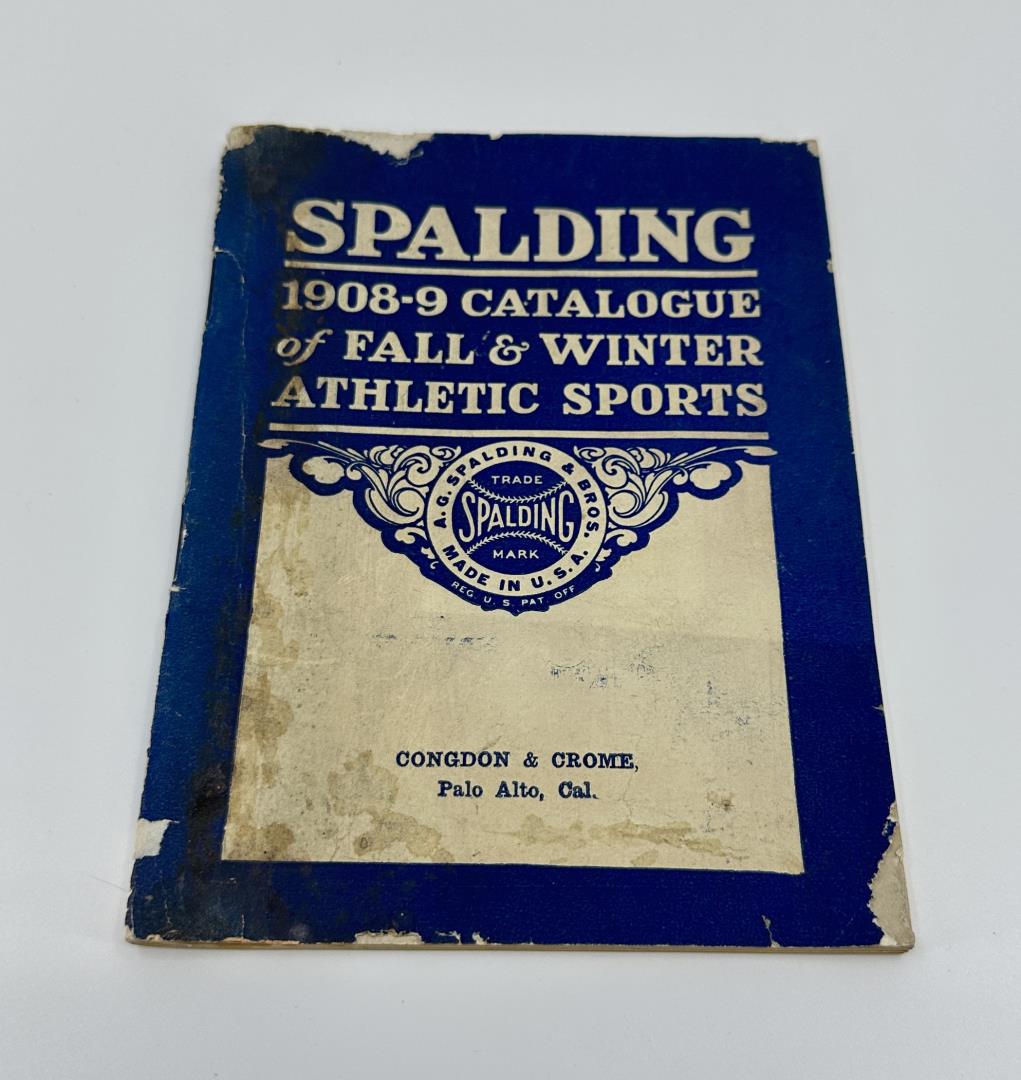 SPALDING
1908-9 CATALOGUE
of FALL & WINTER
ATHLETIC SPORTS
A.G. SPALDING & BROS.
TRADE
SPALDING
MARK
MADE IN U.S.A.
REG. U. S. PAT. OFF
CONGDON & CROME,
Palo Alto, Cal.